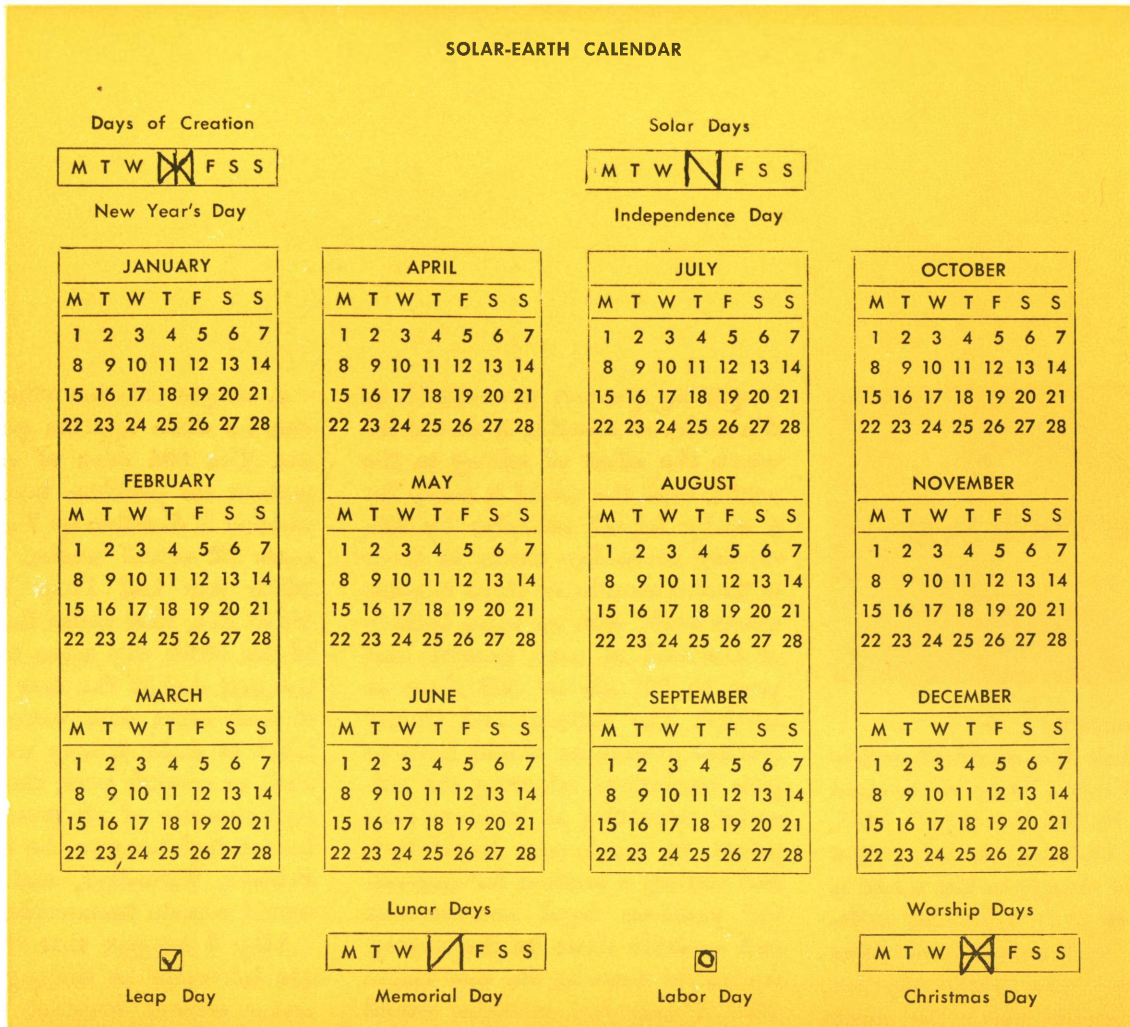 SOLAR-EARTH CALENDAR
Days of Creation
M T W F S S
New Year's Day
Solar Days
M T W F S S
Independence Day
JANUARY
M T W T F S S
1 2 3 4 5 6 7
8 9 10 11 12 13 14
15 16 17 18 19 20 21
22 23 24 25 26 27 28
FEBRUARY
M T W T F S S
1 2 3 4 5 6 7
8 9 10 11 12 13 14
15 16 17 18 19 20 21
22 23 24 25 26 27 28
MARCH
M T W T F S S
1 2 3 4 5 6 7
8 9 10 11 12 13 14
15 16 17 18 19 20 21
22 23 24 25 26 27 28
APRIL
M T W T F S S
1 2 3 4 5 6 7
8 9 10 11 12 13 14
15 16 17 18 19 20 21
22 23 24 25 26 27 28
MAY
M T W T F S S
1 2 3 4 5 6 7
8 9 10 11 12 13 14
15 16 17 18 19 20 21
22 23 24 25 26 27 28
JUNE
M T W T F S S
1 2 3 4 5 6 7
8 9 10 11 12 13 14
15 16 17 18 19 20 21
22 23 24 25 26 27 28
JULY
M T W T F S S
1 2 3 4 5 6 7
8 9 10 11 12 13 14
15 16 17 18 19 20 21
22 23 24 25 26 27 28
AUGUST
M T W T F S S
1 2 3 4 5 6 7
8 9 10 11 12 13 14
15 16 17 18 19 20 21
22 23 24 25 26 27 28
SEPTEMBER
M T W T F S S
1 2 3 4 5 6 7
8 9 10 11 12 13 14
15 16 17 18 19 20 21
22 23 24 25 26 27 28
OCTOBER
M T W T F S S
1 2 3 4 5 6 7
8 9 10 11 12 13 14
15 16 17 18 19 20 21
22 23 24 25 26 27 28
NOVEMBER
M T W T F S S
1 2 3 4 5 6 7
8 9 10 11 12 13 14
15 16 17 18 19 20 21
22 23 24 25 26 27 28
DECEMBER
M T W T F S S
1 2 3 4 5 6 7
8 9 10 11 12 13 14
15 16 17 18 19 20 21
22 23 24 25 26 27 28
Leap Day
Lunar Days
M T W F S S
Memorial Day
Labor Day
Worship Days
M T W F S S
Christmas Day